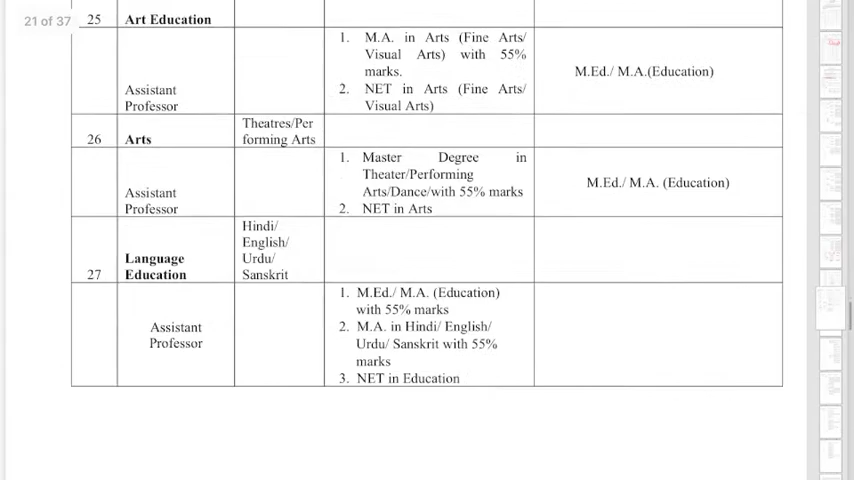 21 of 37
25 Art Education
1. M.A. in Arts (Fine Arts/
Visual Arts) with 55%
marks.
2. NET in Arts (Fine Arts/
Visual Arts)
M.Ed./ M.A.(Education)
Assistant
Professor
26 Arts
Theatres/Per
forming Arts
1. Master Degree in
Theater/Performing
Arts/Dance/with 55% marks
2. NET in Arts
M.Ed./ M.A. (Education)
Assistant
Professor
27
Language
Education
Hindi/
English/
Urdu/
Sanskrit
Assistant
Professor
1. M.Ed./ M.A. (Education)
with 55% marks
2. M.A. in Hindi/ English/
Urdu/ Sanskrit with 55%
marks
3. NET in Education